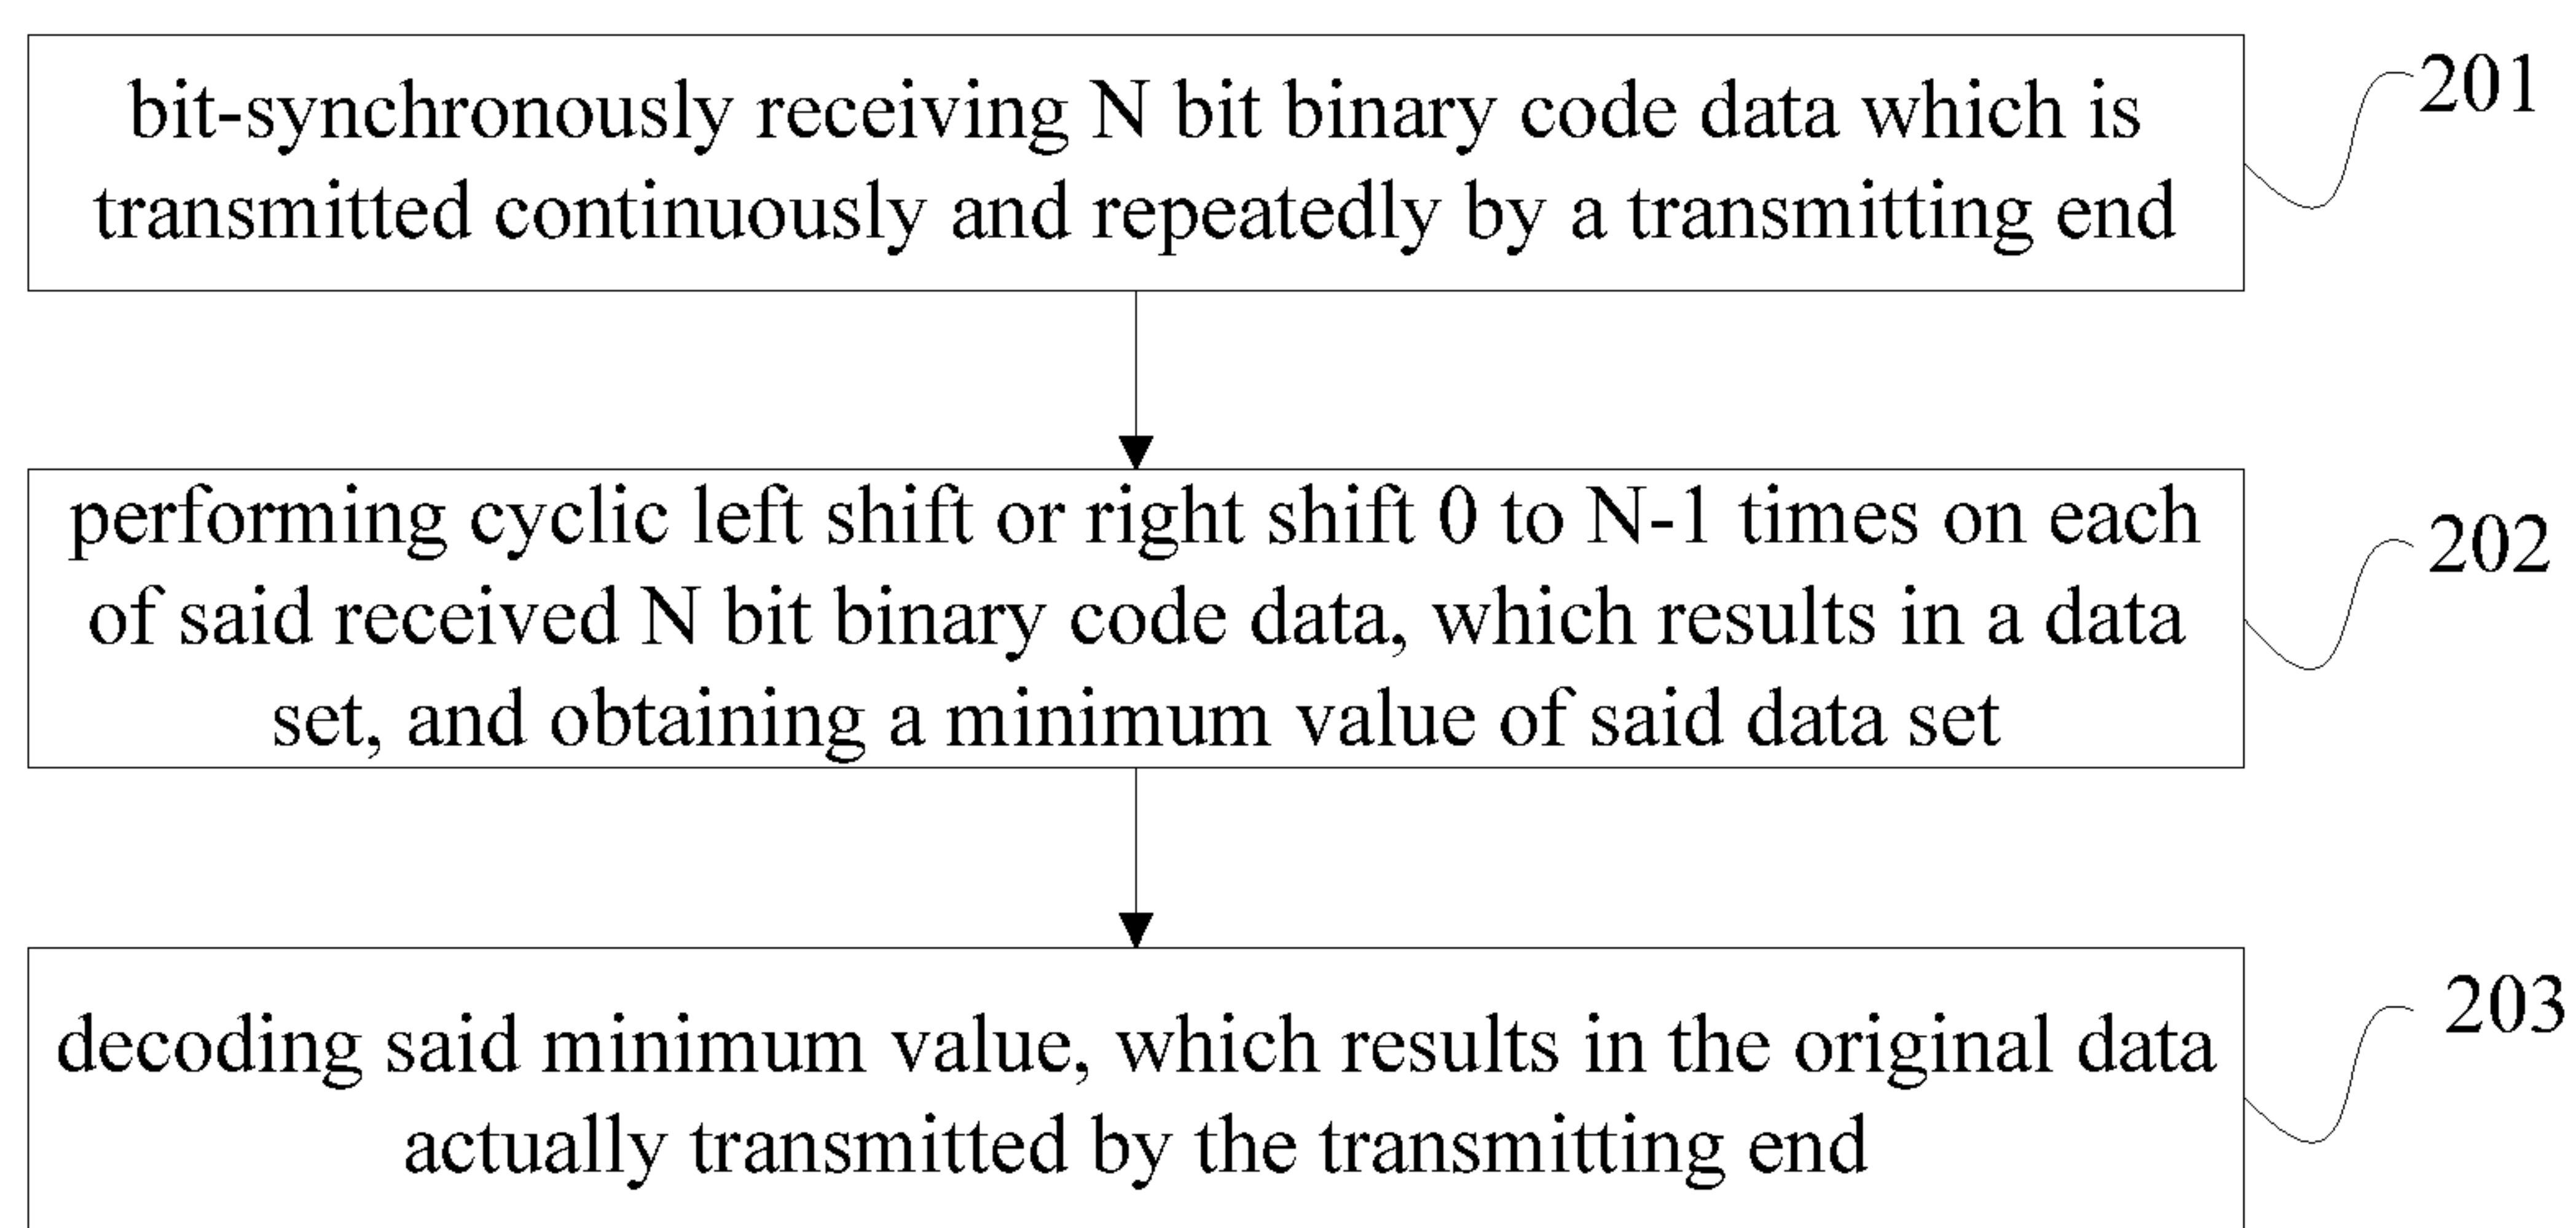 bit-synchronously receiving N bit binary code data which is
transmitted continuously and repeatedly by a transmitting end
201
performing cyclic left shift or right shift 0 to N-1 times on each
of said received N bit binary code data, which results in a data
set, and obtaining a minimum value of said data set
202
decoding said minimum value, which results in the original data
actually transmitted by the transmitting end
203